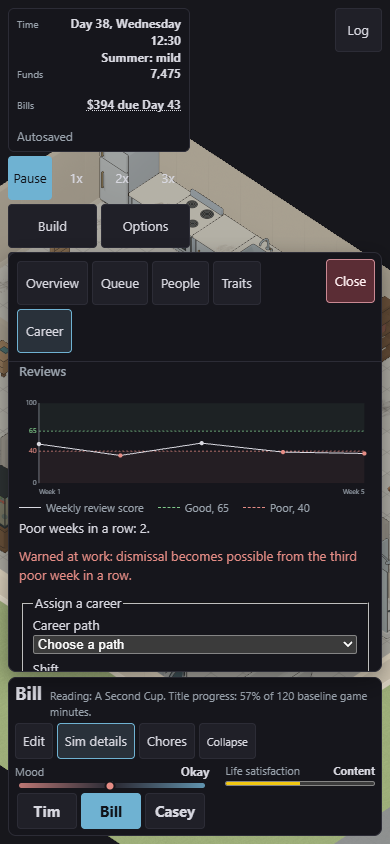 Time Day 38, Wednesday
12:30
Summer: mild
Funds 7,475
Bills $394 due Day 43
Autosaved
Log
Pause 1x 2x 3x
Build Options
Overview Queue People Traits Close
Career
Reviews
100
65
40
0
Week 1 Week 5
Weekly review score Good, 65 Poor, 40
Poor weeks in a row: 2.
Warned at work: dismissal becomes possible from the third
poor week in a row.
Assign a career
Career path
Choose a path
Shift
Bill Reading: A Second Cup. Title progress: 57% of 120 baseline game
minutes.
Edit Sim details Chores Collapse
Mood Okay Life satisfaction Content
Tim Bill Casey